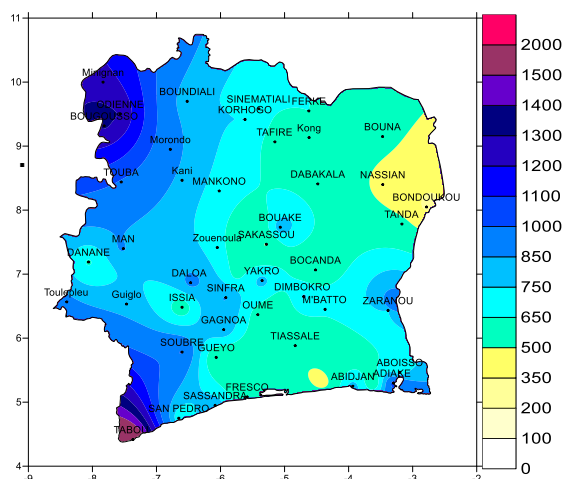 11
10
9
8
7
6
5
4
-9
-8
-7
-6
-5
-4
-3
-2
Minignan
ODIENNE
BOUNDIALI
SINEMATIALI
FERKE
KORHOGO
TAFIRE
Kong
BOUNA
Morondo
TOUBA
Kani
MANKONO
DABAKALA
NASSIAN
BONDOUKOU
TANDA
BOUAKE
SAKASSOU
Zouenoula
MAN
DANANE
BOCANDA
DALOA
YAKRO
SINFRA
DIMBOKRO
M'BATTO
ZARANOU
Toulepleu
Guiglo
ISSIA
OUME
GAGNOA
SOUBRE
GUEYO
TIASSALE
ABOISSO
ADIAKE
ABIDJAN
FRESCO
SASSANDRA
SAN PEDRO
TABOU
2000
1500
1400
1300
1200
1100
1000
850
650
500
350
200
100
0